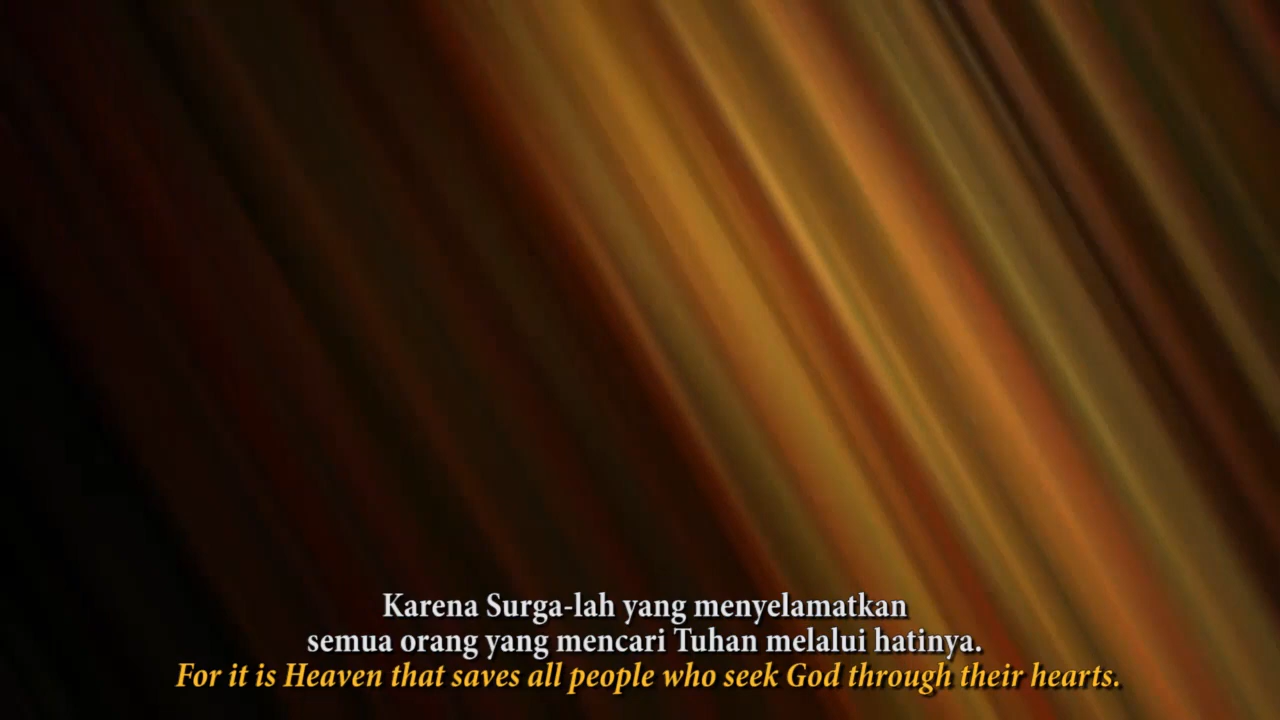 Karena Surga-lah yang menyelamatkan
semua orang yang mencari Tuhan melalui hatinya.
For it is Heaven that saves all people who seek God through their hearts.